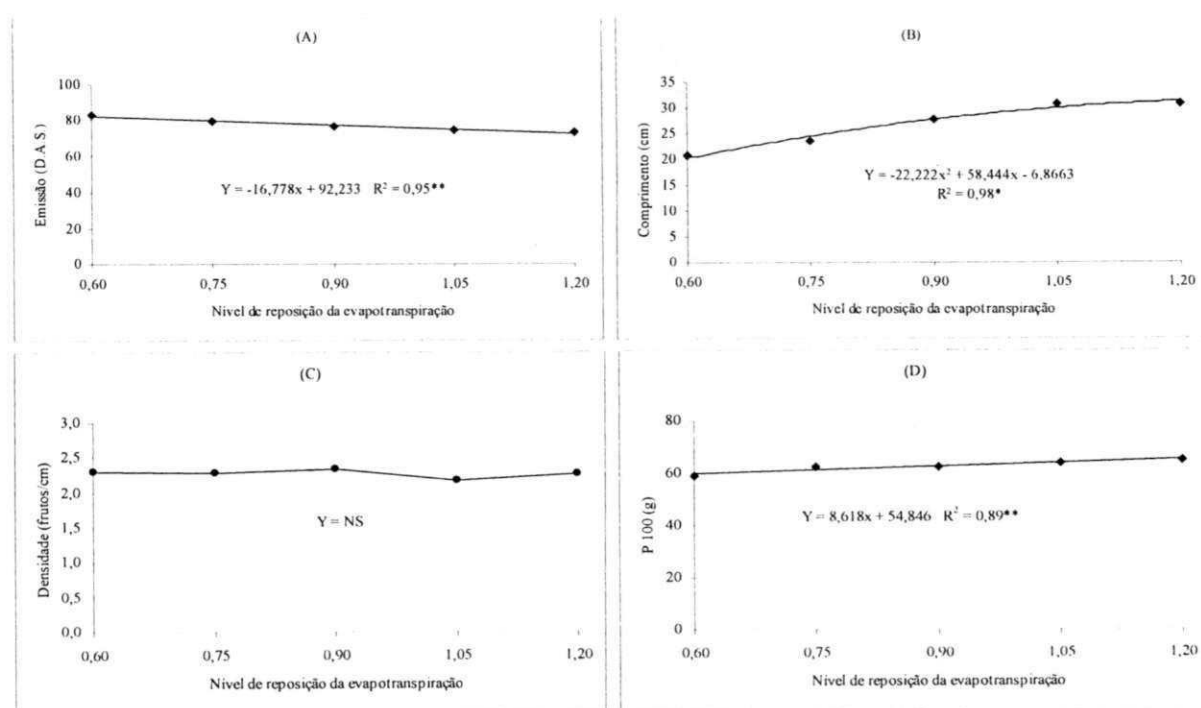 (A)
Emissão (D.A.S.)
100
80
60
40
20
0
Y = -16,778x + 92,233 R² = 0,95**
0,60 0,75 0,90 1,05 1,20
Nível de reposição da evapotranspiração
(B)
Comprimento (cm)
35
30
25
20
15
10
5
0
Y = -22,222x² + 58,444x - 6,8663
R² = 0,98*
0,60 0,75 0,90 1,05 1,20
Nível de reposição da evapotranspiração
(C)
Densidade (frutos/cm)
3,0
2,5
2,0
1,5
1,0
0,5
0,0
Y = NS
0,60 0,75 0,90 1,05 1,20
Nível de reposição da evapotranspiração
(D)
P 100 (g)
80
60
40
20
0
Y = 8,618x + 54,846 R² = 0,89**
0,60 0,75 0,90 1,05 1,20
Nível de reposição da evapotranspiração